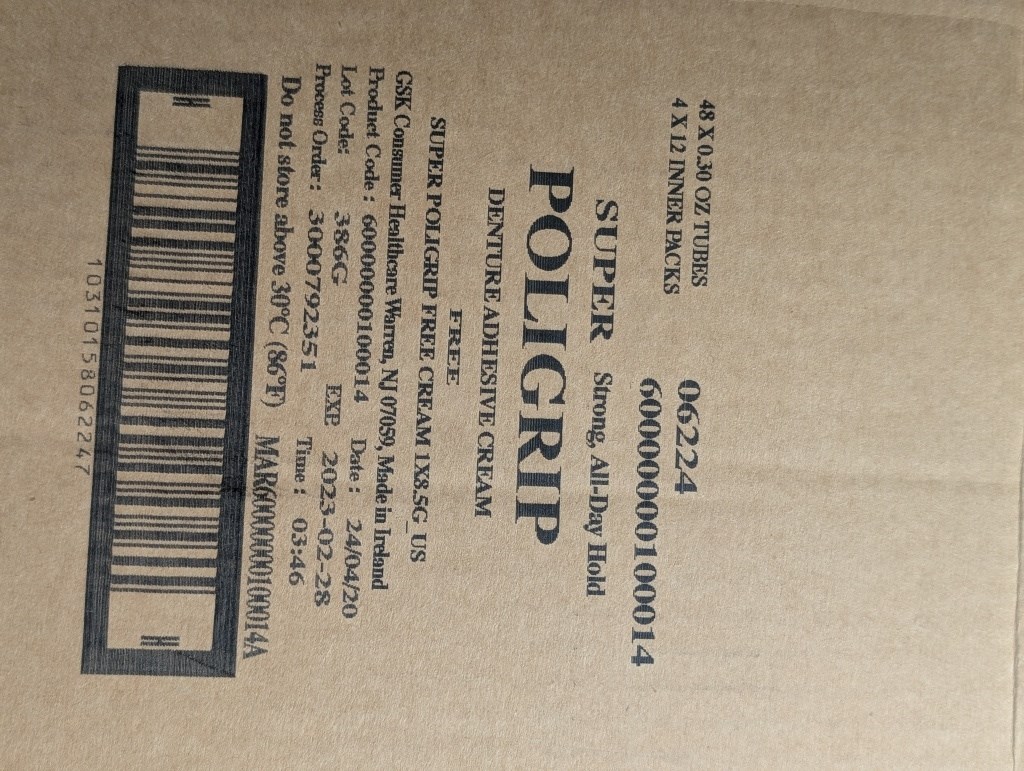 48 X 0.30 OZ TUBES
4 X 12 INNER PACKS
06224
60000000100014
SUPER Strong, All-Day Hold
POLIGRIP
DENTURE ADHESIVE CREAM
FREE
SUPER POLIGRIP FREE CREAM 1X8.5G_US
GSK Consumer Healthcare Warren, NJ 07059, Made in Ireland
Product Code : 60000000100014 Date : 24/04/20
Lot Code: 386G EXP. 2023-02-28
Process Order : 300792351 Time : 03:46
Do not store above 30°C (86°F) MAR60000000100014A
H
H
10310158062247